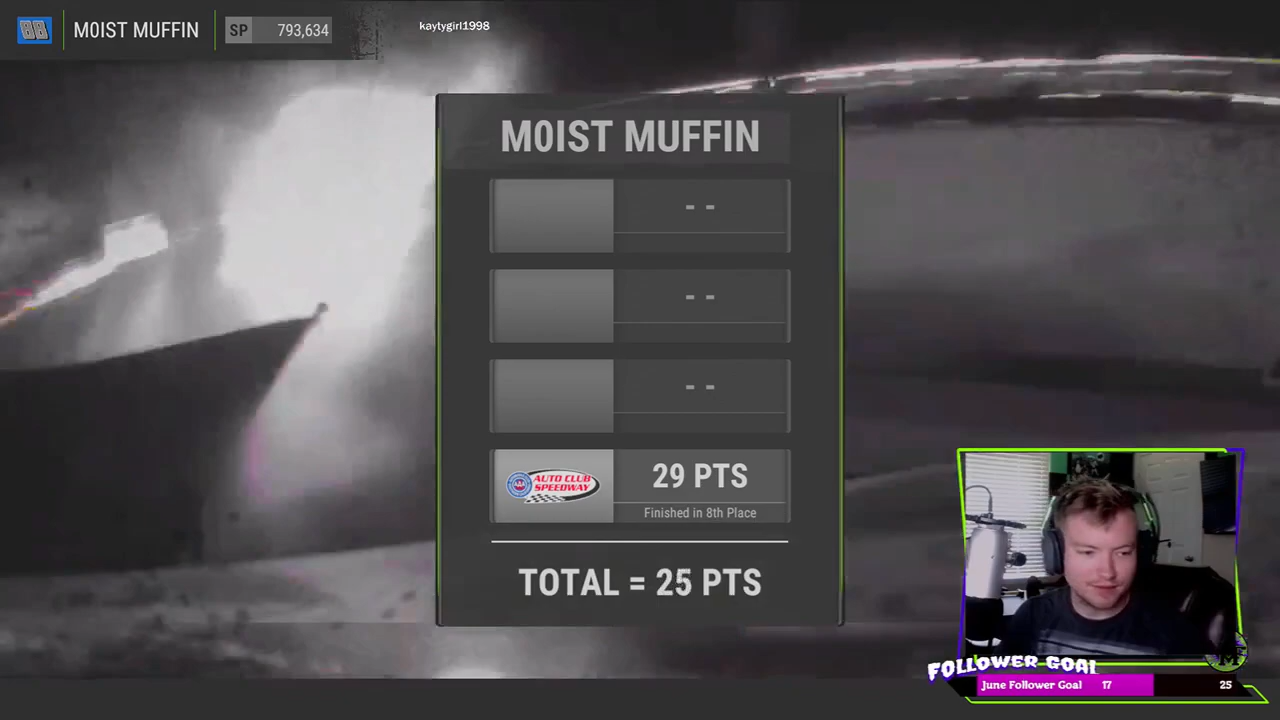 88
M0IST MUFFIN
SP 793,634
kaytygirl1998
M0IST MUFFIN
- -
- -
- -
AUTO CLUB
SPEEDWAY
29 PTS
Finished in 8th Place
TOTAL = 25 PTS
FOLLOWER GOAL
June Follower Goal 17 25